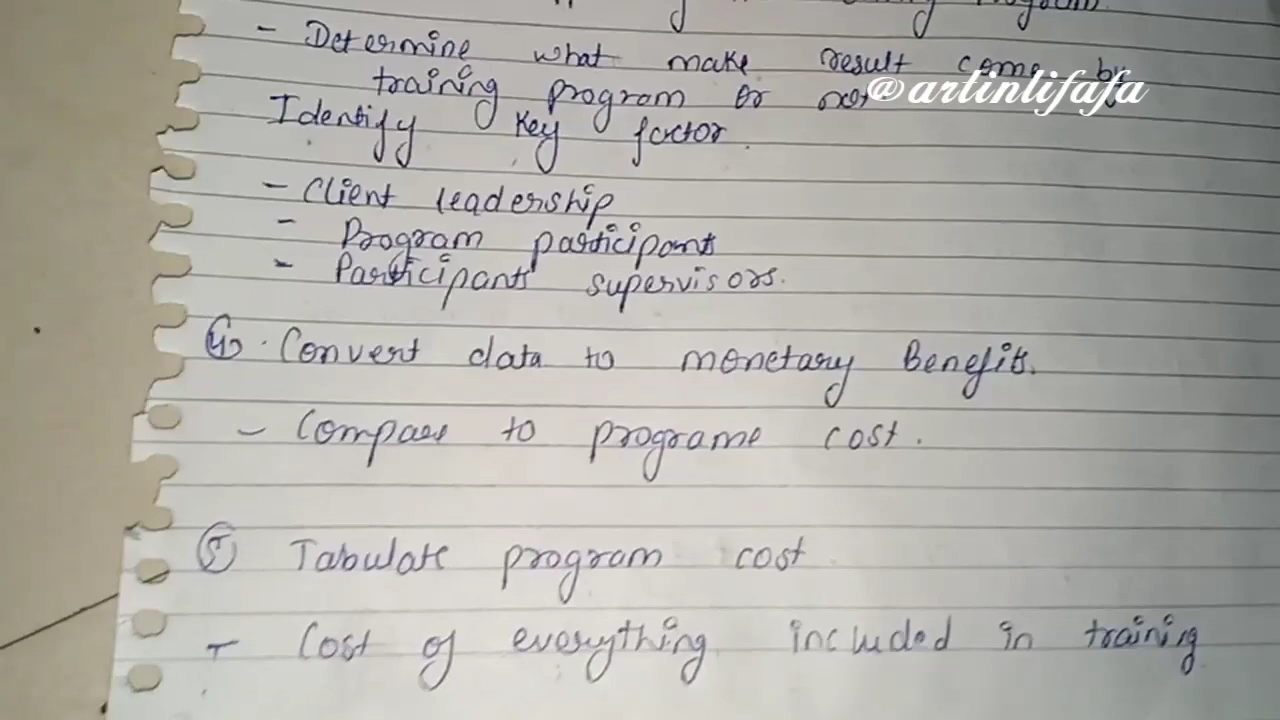 - Determine what make result come by
training program or not
@artinlifafa
Identify Key factor.
- Client leadership
- Program participants
- Participants supervisors.
4). Convert data to monetary Benefits.
- Compare to programe cost.
5) Tabulate program cost
- Cost of everything included in training